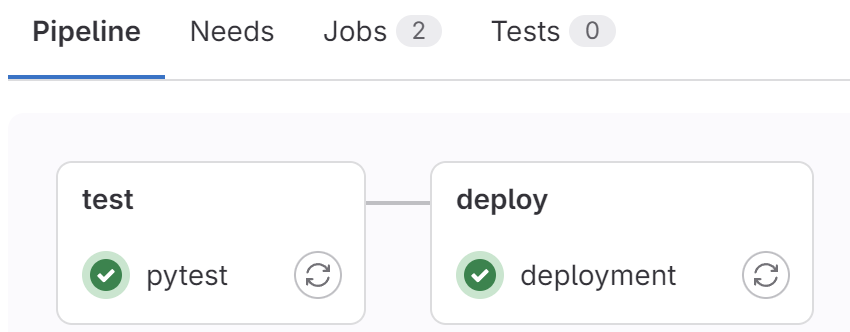 Pipeline Needs Jobs 2 Tests 0
test
pytest
deploy
deployment